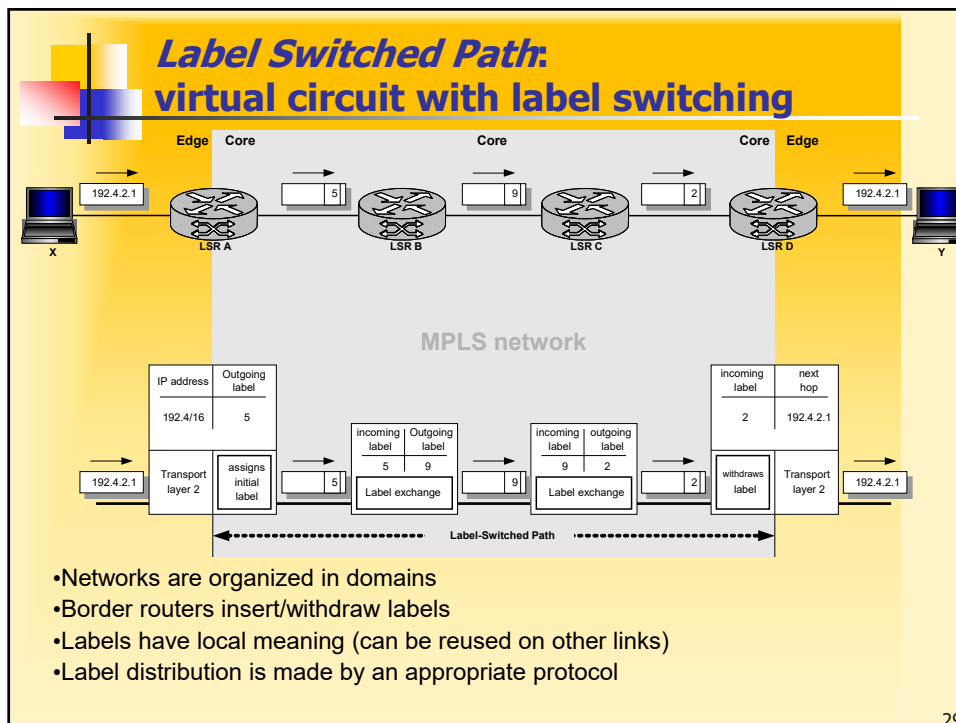 Label Switched Path:
virtual circuit with label switching
Edge Core Core Core Edge
192.4.2.1 5 9 2 192.4.2.1
X LSR A LSR B LSR C LSR D Y
MPLS network
IP address Outgoing label
192.4/16 5
incoming label next hop
2 192.4.2.1
incoming label Outgoing label
5 9
incoming label outgoing label
9 2
192.4.2.1
Transport layer 2
assigns initial label
5
Label exchange
9
Label exchange
2
withdraws label
Transport layer 2
192.4.2.1
Label-Switched Path
•Networks are organized in domains
•Border routers insert/withdraw labels
•Labels have local meaning (can be reused on other links)
•Label distribution is made by an appropriate protocol
29